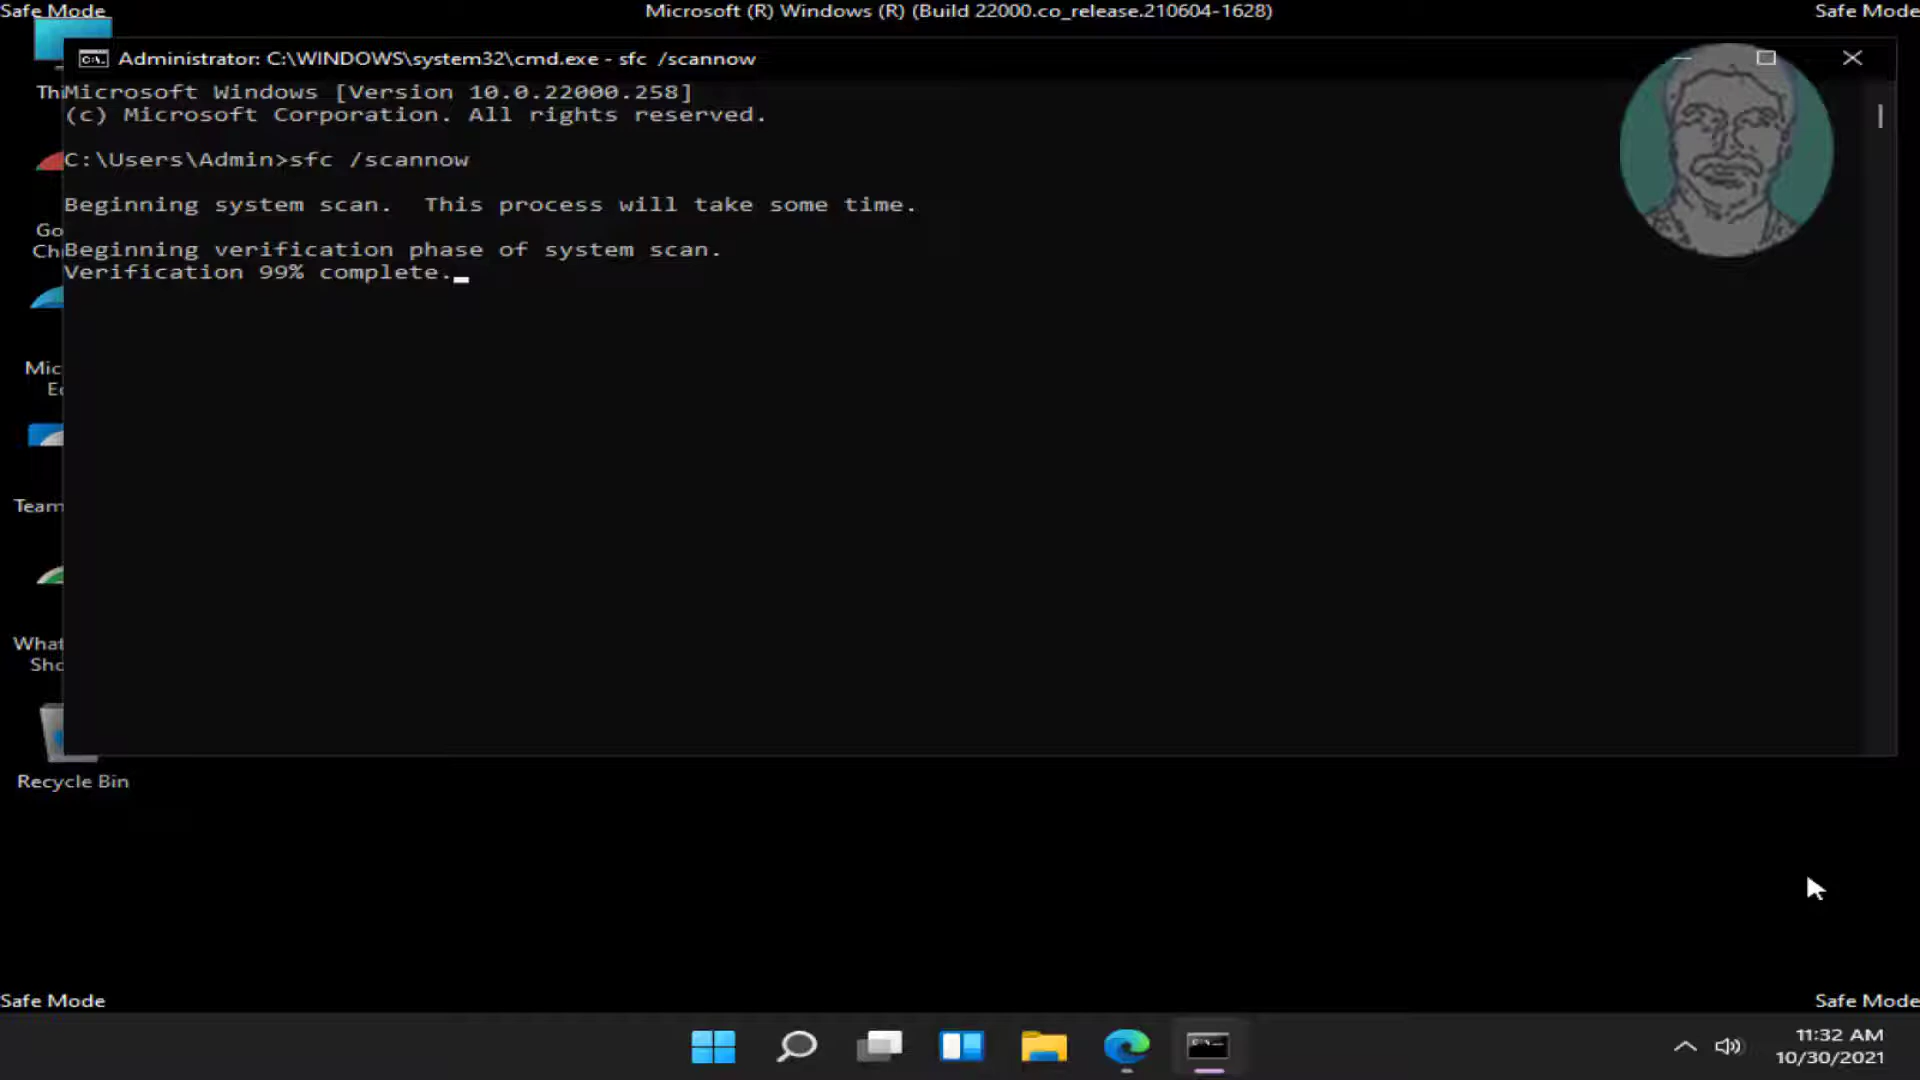 Safe Mode
Microsoft (R) Windows (R) (Build 22000.co_release.210604-1628)
Safe Mode
Administrator: C:\WINDOWS\system32\cmd.exe - sfc  /scannow
Microsoft Windows [Version 10.0.22000.258]
(c) Microsoft Corporation. All rights reserved.
C:\Users\Admin>sfc /scannow
Beginning system scan.  This process will take some time.
Beginning verification phase of system scan.
Verification 99% complete.
Thi
Go
Ch
Mic
Team
What
Recycle Bin
Safe Mode
Safe Mode
11:32 AM
10/30/2021